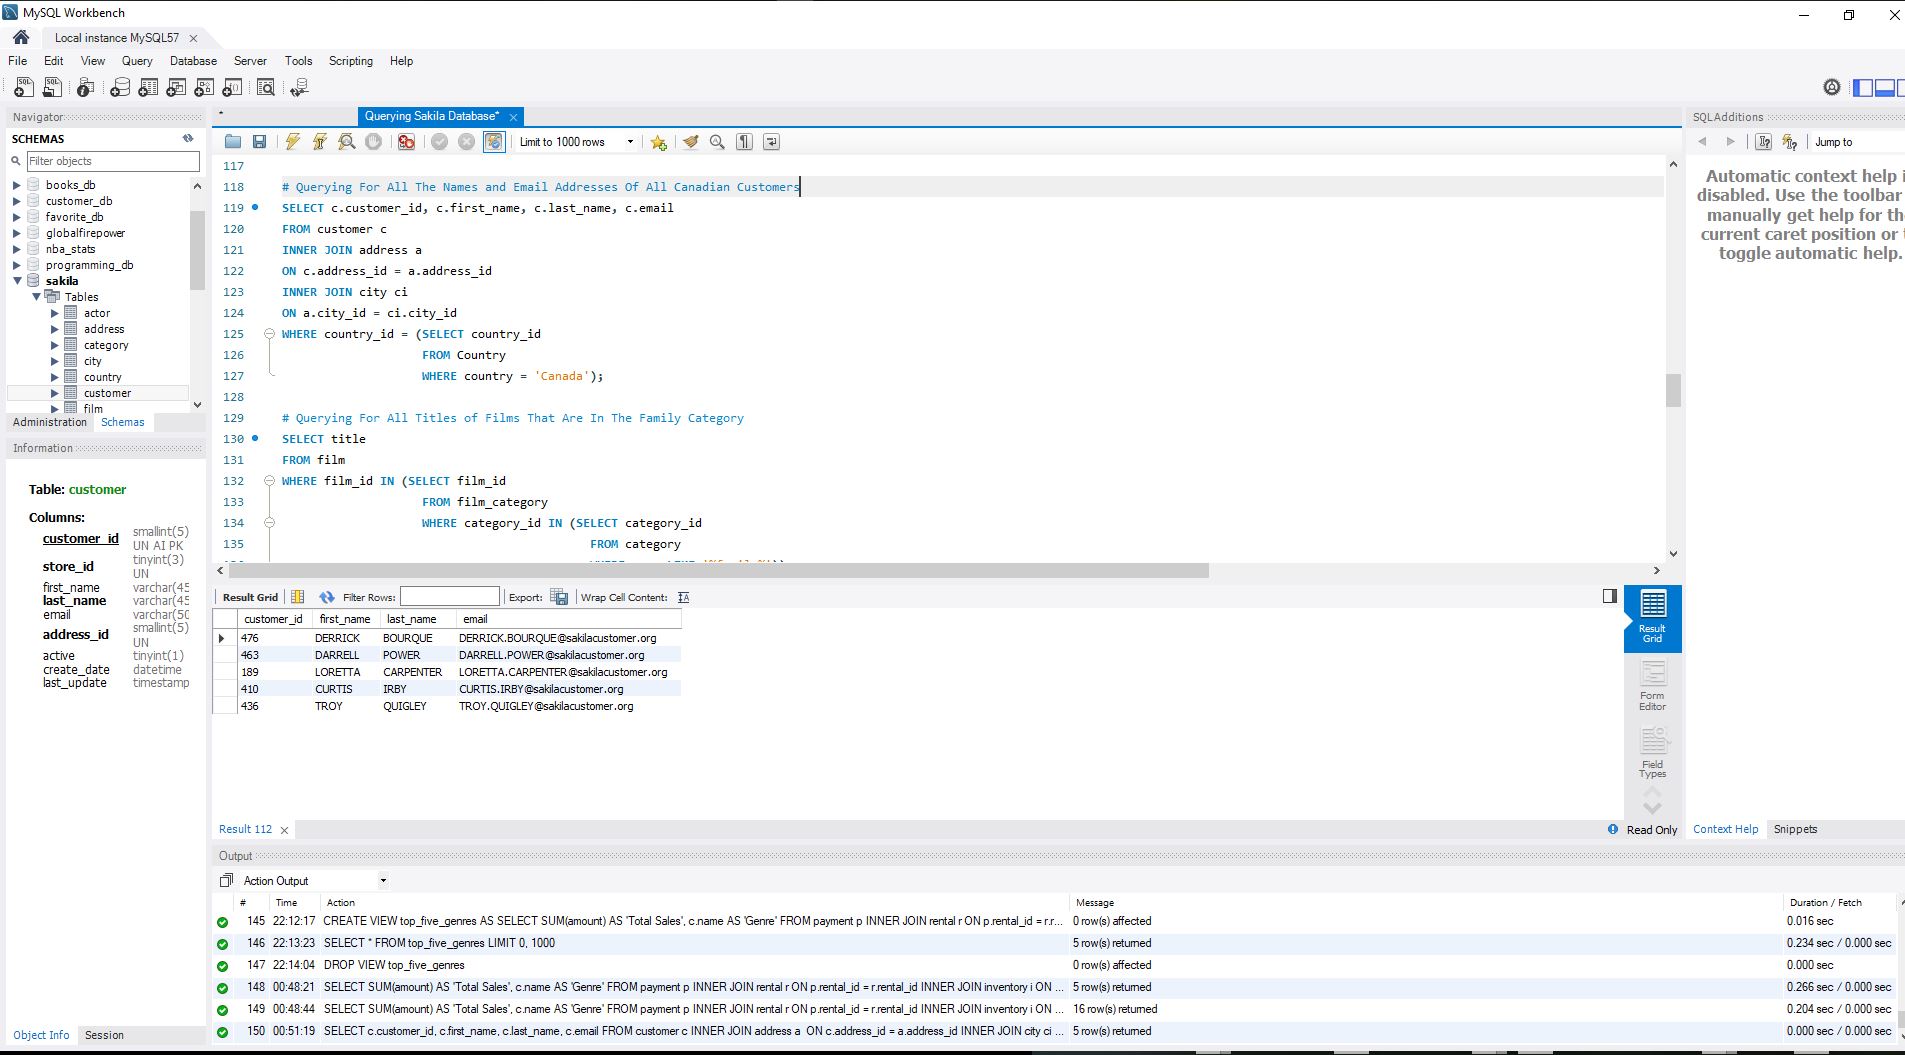 MySQL Workbench
Local instance MySQL57
File Edit View Query Database Server Tools Scripting Help
Navigator
SCHEMAS
Filter objects
books_db
customer_db
favorite_db
globalfirepower
nba_stats
programming_db
sakila
Tables
actor
address
category
city
country
customer
film
Administration Schemas
Information
Table: customer
Columns:
customer_id smallint(5) UN AI PK
store_id tinyint(3) UN
first_name varchar(45
last_name varchar(45
email varchar(50
address_id smallint(5) UN
active tinyint(1)
create_date datetime
last_update timestamp
Object Info Session
* Querying Sakila Database*
Limit to 1000 rows
117
118 # Querying For All The Names and Email Addresses Of All Canadian Customers
119 SELECT c.customer_id, c.first_name, c.last_name, c.email
120 FROM customer c
121 INNER JOIN address a
122 ON c.address_id = a.address_id
123 INNER JOIN city ci
124 ON a.city_id = ci.city_id
125 WHERE country_id = (SELECT country_id
126 FROM Country
127 WHERE country = 'Canada');
128
129 # Querying For All Titles of Films That Are In The Family Category
130 SELECT title
131 FROM film
132 WHERE film_id IN (SELECT film_id
133 FROM film_category
134 WHERE category_id IN (SELECT category_id
135 FROM category
Result Grid Filter Rows: Export: Wrap Cell Content:
customer_id first_name last_name email
476 DERRICK BOURQUE DERRICK.BOURQUE@sakilacustomer.org
463 DARRELL POWER DARRELL.POWER@sakilacustomer.org
189 LORETTA CARPENTER LORETTA.CARPENTER@sakilacustomer.org
410 CURTIS IRBY CURTIS.IRBY@sakilacustomer.org
436 TROY QUIGLEY TROY.QUIGLEY@sakilacustomer.org
Result Grid
Form Editor
Field Types
Result 112
Read Only
SQLAdditions
Jump to
Automatic context help i
disabled. Use the toolbar
manually get help for the
current caret position or t
toggle automatic help.
Context Help Snippets
Output
Action Output
# Time Action Message Duration / Fetch
145 22:12:17 CREATE VIEW top_five_genres AS SELECT SUM(amount) AS 'Total Sales', c.name AS 'Genre' FROM payment p INNER JOIN rental r ON p.rental_id = r.r... 0 row(s) affected 0.016 sec
146 22:13:23 SELECT * FROM top_five_genres LIMIT 0, 1000 5 row(s) returned 0.234 sec / 0.000 sec
147 22:14:04 DROP VIEW top_five_genres 0 row(s) affected 0.000 sec
148 00:48:21 SELECT SUM(amount) AS 'Total Sales', c.name AS 'Genre' FROM payment p INNER JOIN rental r ON p.rental_id = r.rental_id INNER JOIN inventory i ON ... 5 row(s) returned 0.266 sec / 0.000 sec
149 00:48:44 SELECT SUM(amount) AS 'Total Sales', c.name AS 'Genre' FROM payment p INNER JOIN rental r ON p.rental_id = r.rental_id INNER JOIN inventory i ON ... 16 row(s) returned 0.204 sec / 0.000 sec
150 00:51:19 SELECT c.customer_id, c.first_name, c.last_name, c.email FROM customer c INNER JOIN address a ON c.address_id = a.address_id INNER JOIN city ci ... 5 row(s) returned 0.000 sec / 0.000 sec